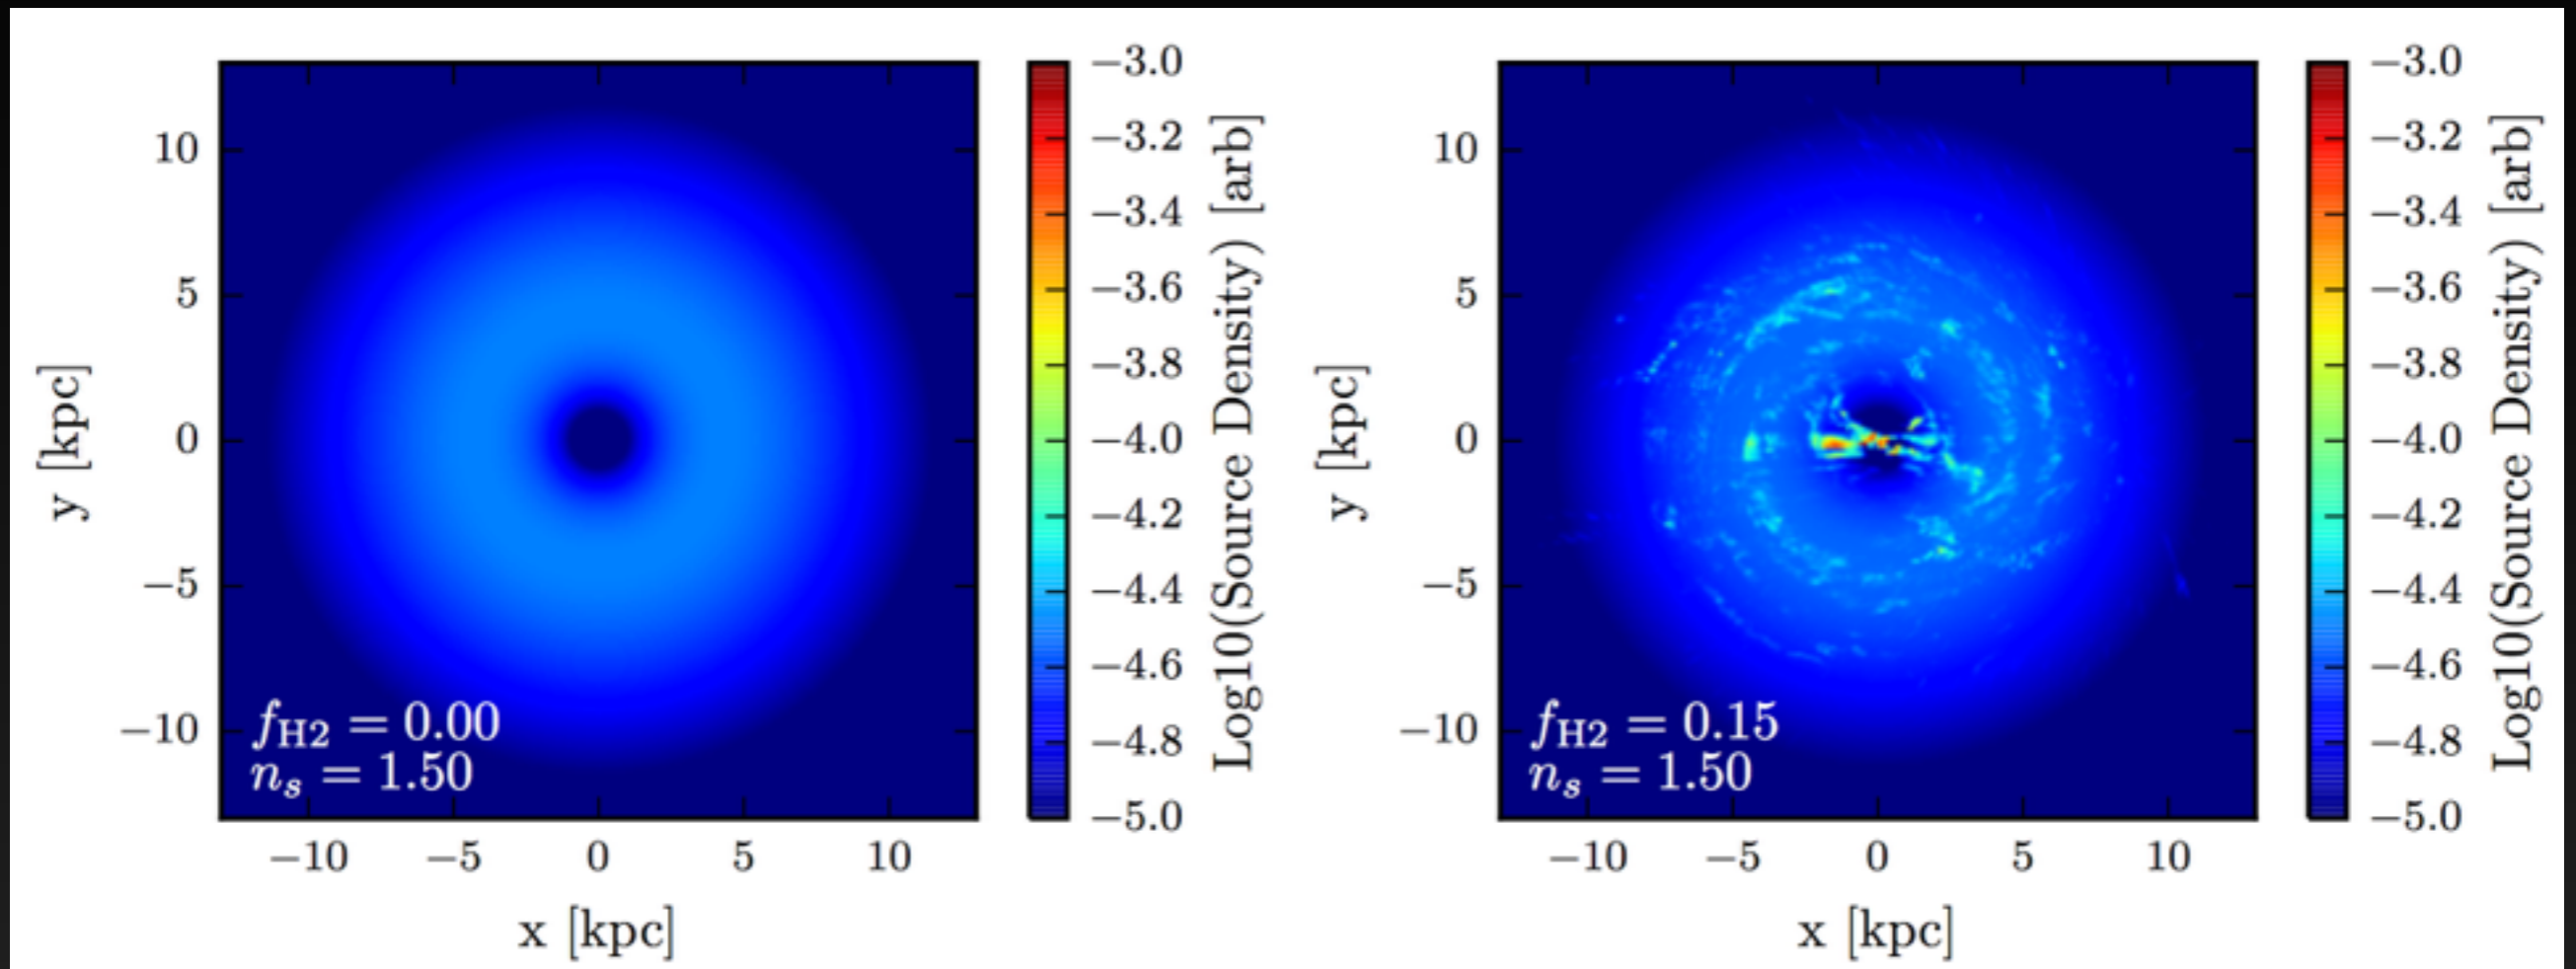 10
5
0
−5
−10
y [kpc]
f_H2 = 0.00
n_s = 1.50
−10 −5 0 5 10
x [kpc]
−3.0
−3.2
−3.4
−3.6
−3.8
−4.0
−4.2
−4.4
−4.6
−4.8
−5.0
Log10(Source Density) [arb]
10
5
0
−5
−10
y [kpc]
f_H2 = 0.15
n_s = 1.50
−10 −5 0 5 10
x [kpc]
−3.0
−3.2
−3.4
−3.6
−3.8
−4.0
−4.2
−4.4
−4.6
−4.8
−5.0
Log10(Source Density) [arb]